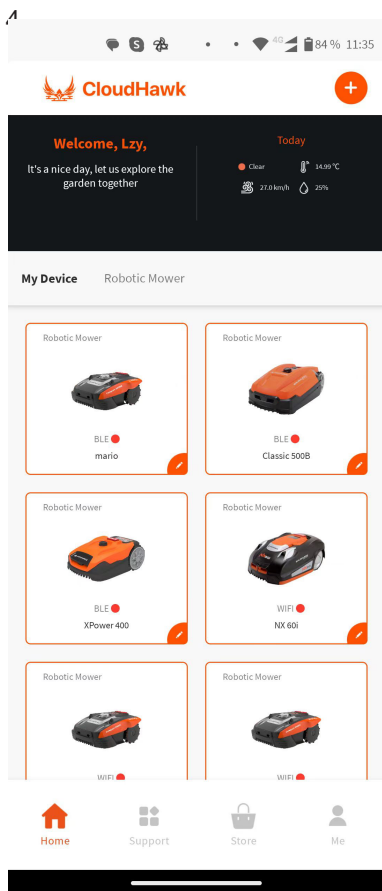 4
4G 84 % 11:35
CloudHawk
Welcome, Lzy,
It's a nice day, let us explore the
garden together
Today
Clear 14.99 ℃
27.0 km/h 25%
My Device Robotic Mower
Robotic Mower Robotic Mower
BLE BLE
mario Classic 500B
Robotic Mower Robotic Mower
BLE WIFI
XPower 400 NX 60i
Robotic Mower Robotic Mower
WIFI WIFI
Home Support Store Me